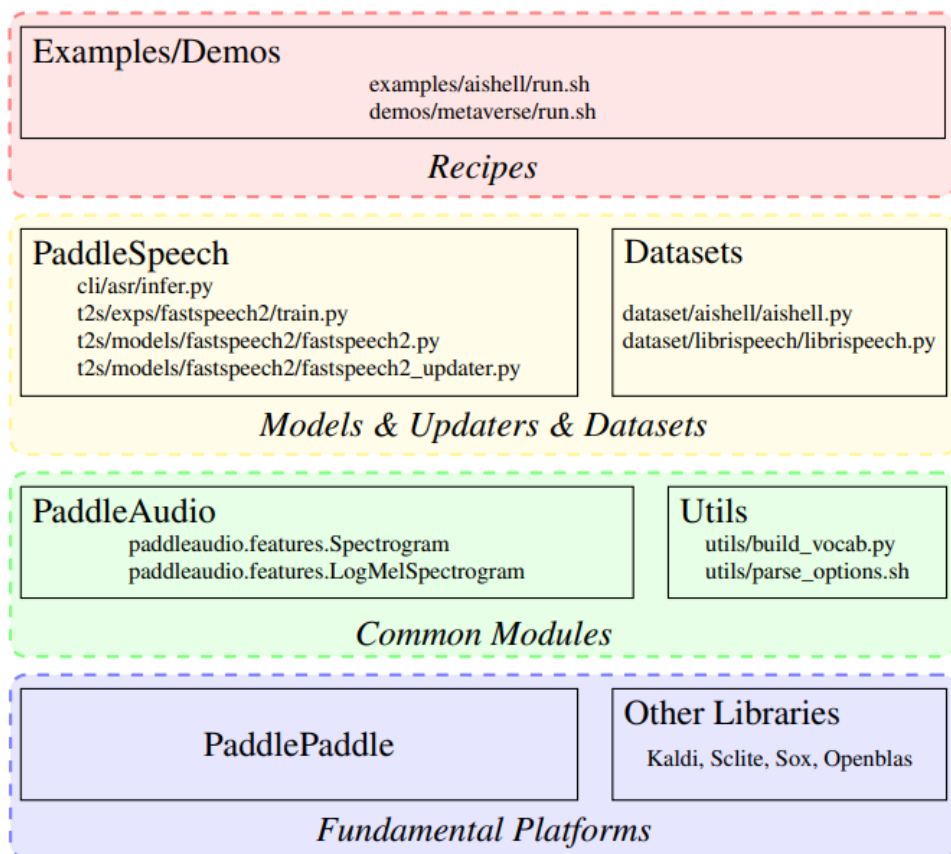 Examples/Demos
examples/aishell/run.sh
demos/metaverse/run.sh
Recipes
PaddleSpeech
cli/asr/infer.py
t2s/exps/fastspeech2/train.py
t2s/models/fastspeech2/fastspeech2.py
t2s/models/fastspeech2/fastspeech2_updater.py
Datasets
dataset/aishell/aishell.py
dataset/librispeech/librispeech.py
Models & Updaters & Datasets
PaddleAudio
paddleaudio.features.Spectrogram
paddleaudio.features.LogMelSpectrogram
Utils
utils/build_vocab.py
utils/parse_options.sh
Common Modules
PaddlePaddle
Other Libraries
Kaldi, Sclite, Sox, Openblas
Fundamental Platforms